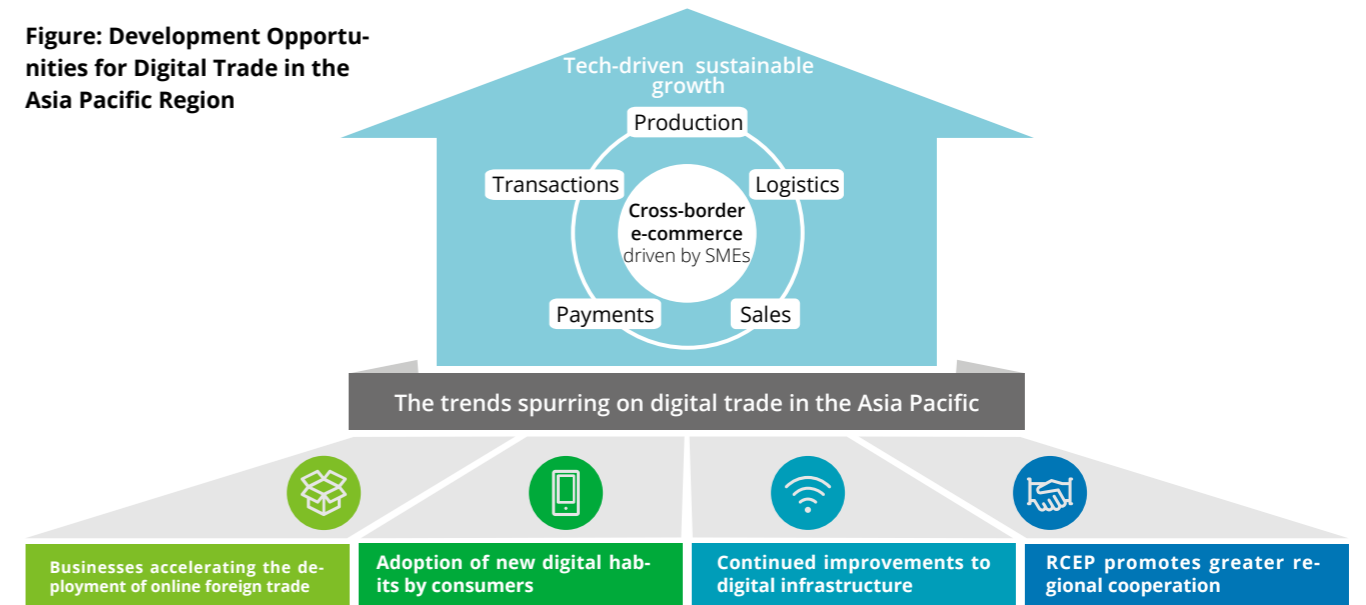 Figure: Development Opportu-
nities for Digital Trade in the
Asia Pacific Region
Tech-driven sustainable
growth
Production
Transactions
Logistics
Cross-border
e-commerce
driven by SMEs
Payments
Sales
The trends spurring on digital trade in the Asia Pacific
Businesses accelerating the de-
ployment of online foreign trade
Adoption of new digital hab-
its by consumers
Continued improvements to
digital infrastructure
RCEP promotes greater re-
gional cooperation